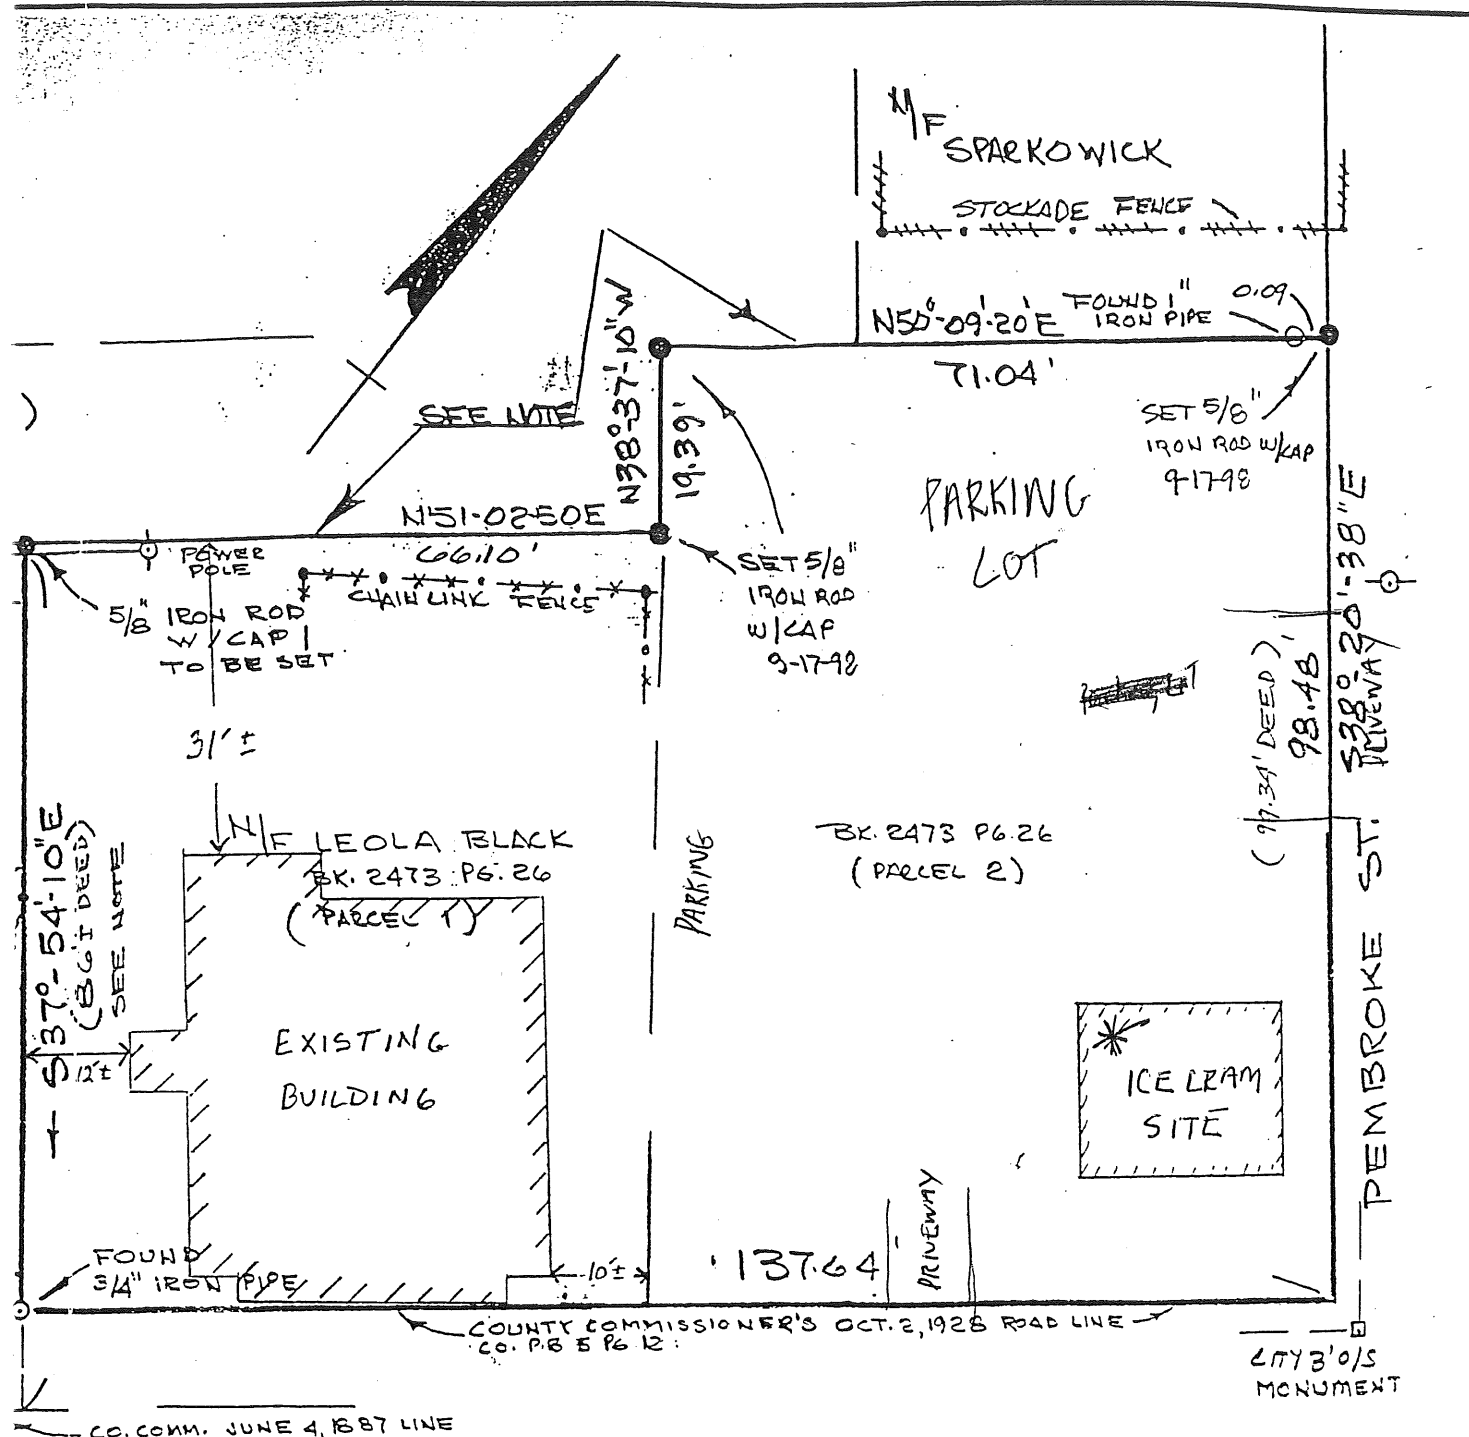 N/F
SPARKOWICK
STOCKADE FENCE
N50°-09'-20"E
FOUND 1"
IRON PIPE
0.09
71.04'
SET 5/8"
IRON ROD W/CAP
9-17-98
N38°-37'-10"W
19.39'
SEE NOTE
N51-02-50E
66.10'
POWER
POLE
CHAIN LINK FENCE
5/8" IRON ROD
W/CAP
TO BE SET
SET 5/8"
IRON ROD
W/CAP
9-17-98
PARKING
LOT
S38°-20'-38"E
98.48'
(97.34' DEED)
DRIVEWAY
31'±
N/F LEOLA BLACK
BK. 2473 PG. 26
(PARCEL 1)
PARKING
BK. 2473 PG. 26
(PARCEL 2)
PEMBROKE ST.
S37°-54'-10"E
(86'± DEED)
SEE NOTE
12'±
EXISTING
BUILDING
ICE CRAM
SITE
FOUND
3/4" IRON PIPE
10'±
137.64'
DRIVEWAY
COUNTY COMMISSIONER'S OCT. 2, 1928 ROAD LINE
CO. P.B 5 PG 12
CITY 3' O/S
MONUMENT
CO. COMM. JUNE 4, 1887 LINE